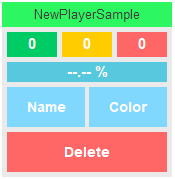 NewPlayerSample
0 0 0
--.-- %
Name Color
Delete